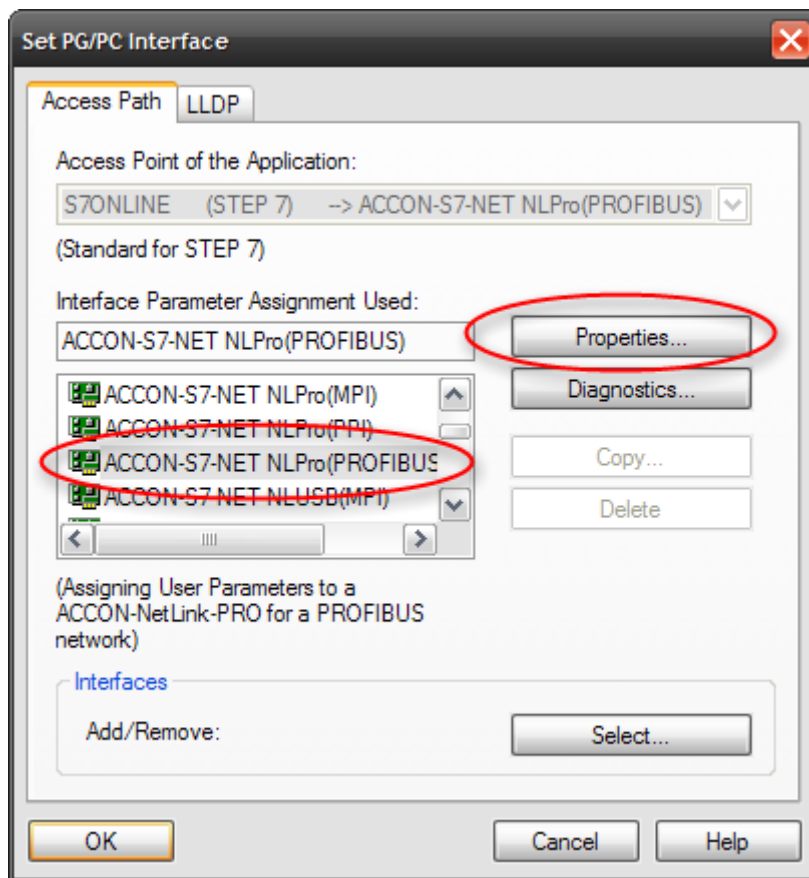 Set PG/PC Interface
Access Path
LLDP
Access Point of the Application:
S7ONLINE (STEP 7) --> ACCON-S7-NET NLPro(PROFIBUS)
(Standard for STEP 7)
Interface Parameter Assignment Used:
ACCON-S7-NET NLPro(PROFIBUS)
Properties...
ACCON-S7-NET NLPro(MPI)
Diagnostics...
ACCON-S7-NET NLPro(PPI)
ACCON-S7-NET NLPro(PROFIBUS
Copy...
ACCON-S7-NET NLUSB(MPI)
Delete
(Assigning User Parameters to a
ACCON-NetLink-PRO for a PROFIBUS
network)
Interfaces
Add/Remove:
Select...
OK
Cancel
Help